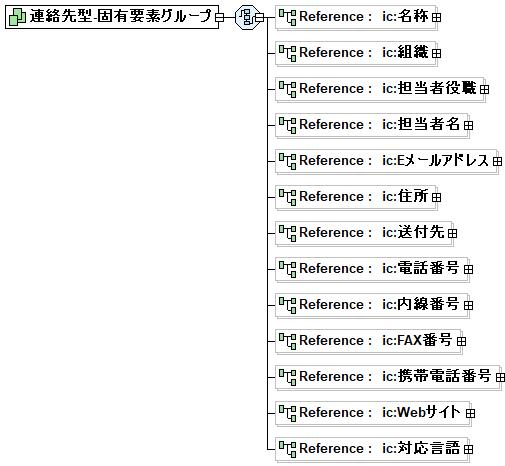 連絡先型-固有要素グループ
Reference : ic:名称
Reference : ic:組織
Reference : ic:担当者役職
Reference : ic:担当者名
Reference : ic:Eメールアドレス
Reference : ic:住所
Reference : ic:送付先
Reference : ic:電話番号
Reference : ic:内線番号
Reference : ic:FAX番号
Reference : ic:携帯電話番号
Reference : ic:Webサイト
Reference : ic:対応言語